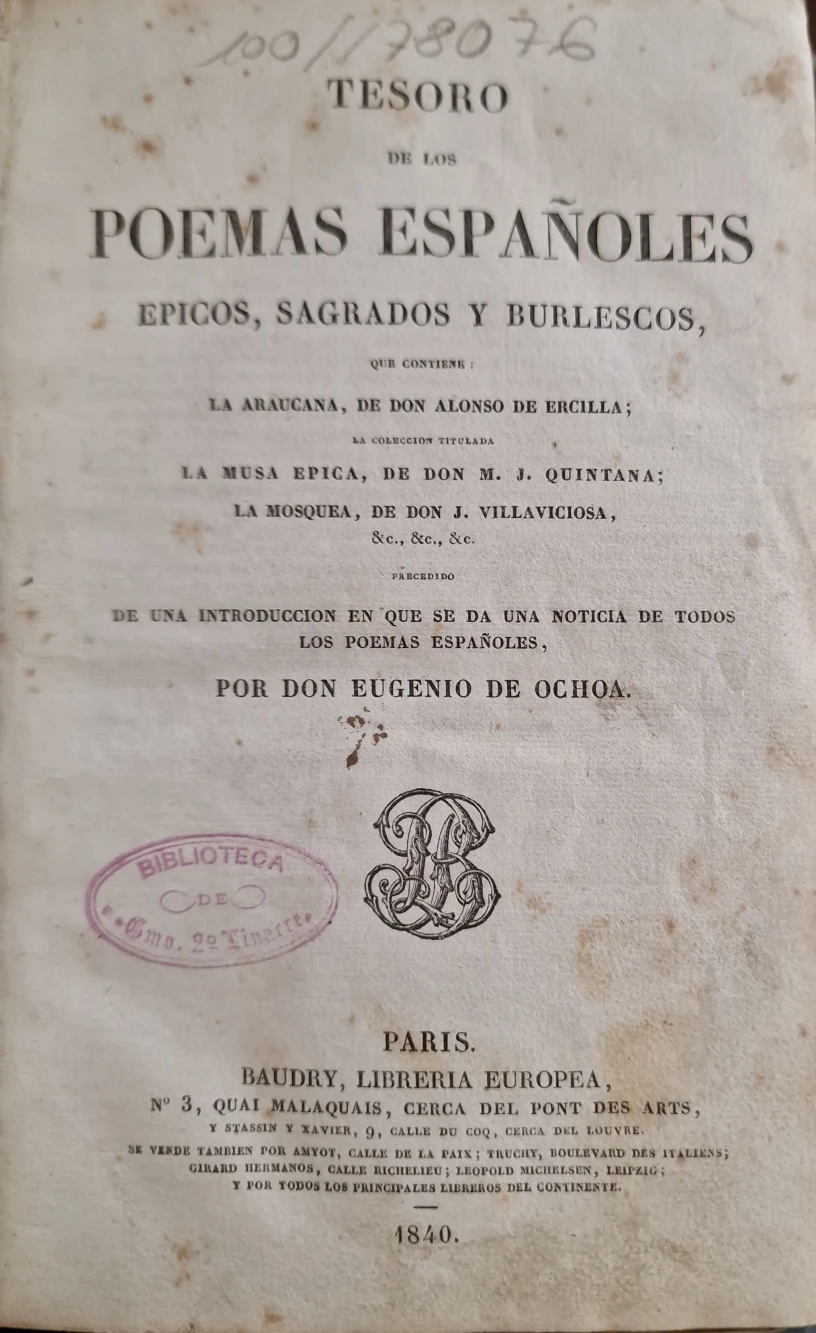 100//78076
TESORO
DE LOS
POEMAS ESPAÑOLES
EPICOS, SAGRADOS Y BURLESCOS,
QUE CONTIENE :
LA ARAUCANA, DE DON ALONSO DE ERCILLA;
LA COLECCION TITULADA
LA MUSA EPICA, DE DON M. J. QUINTANA;
LA MOSQUEA, DE DON J. VILLAVICIOSA,
&c., &c., &c.
PRECEDIDO
DE UNA INTRODUCCION EN QUE SE DA UNA NOTICIA DE TODOS
LOS POEMAS ESPAÑOLES,
POR DON EUGENIO DE OCHOA.
BIBLIOTECA
DE
Gmo. 2º
PARIS.
BAUDRY, LIBRERIA EUROPEA,
Nº 3, QUAI MALAQUAIS, CERCA DEL PONT DES ARTS,
Y STASSIN Y XAVIER, 9, CALLE DU COQ, CERCA DEL LOUVRE.
SE VENDE TAMBIEN POR AMYOT, CALLE DE LA PAIX; TRUCHY, BOULEVARD DES ITALIENS;
GIRARD HERMANOS, CALLE RICHELIEU; LEOPOLD MICHELSEN, LEIPZIG;
Y POR TODOS LOS PRINCIPALES LIBREROS DEL CONTINENTE.
1840.